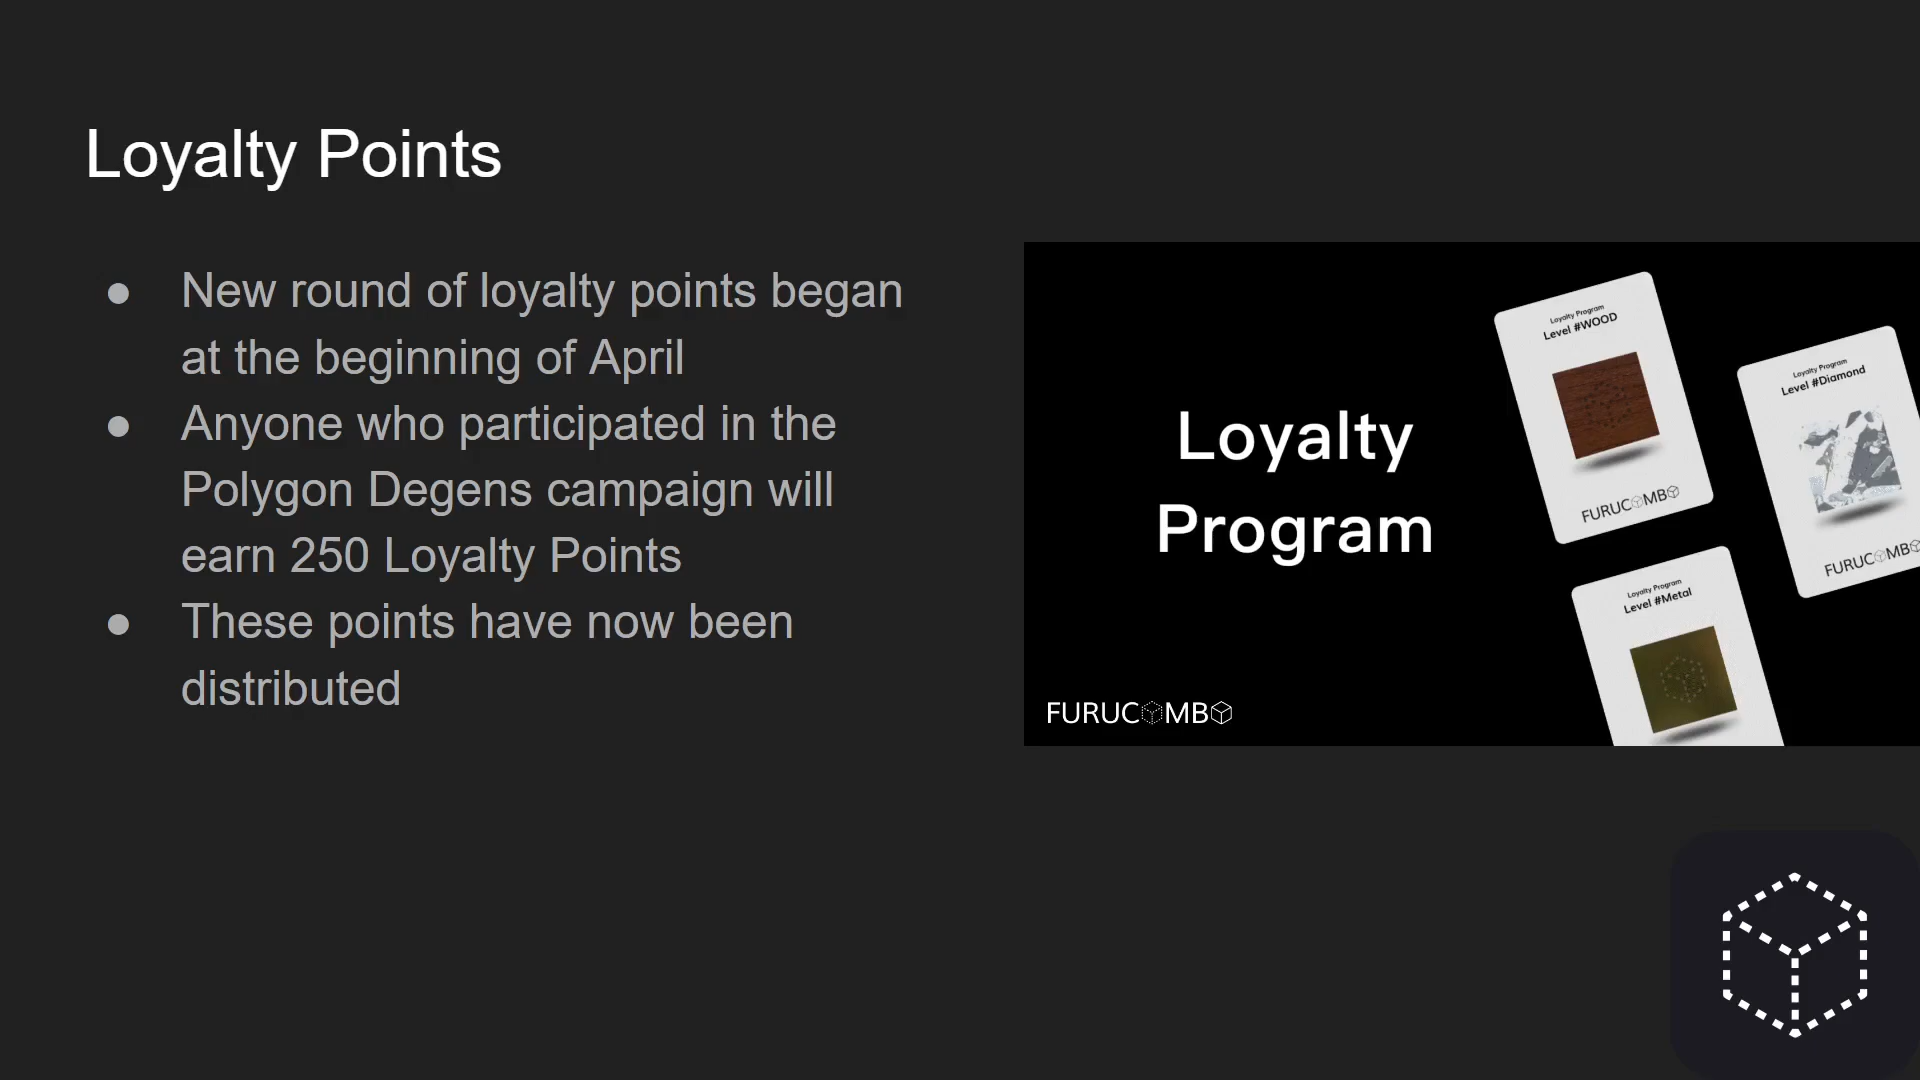 Loyalty Points
● New round of loyalty points began
at the beginning of April
● Anyone who participated in the
Polygon Degens campaign will
earn 250 Loyalty Points
● These points have now been
distributed
Loyalty
Program
FURUCOMBO
Loyalty Program
Level #WOOD
FURUCOMBO
Loyalty Program
Level #Diamond
FURUCOMBO
Loyalty Program
Level #Metal